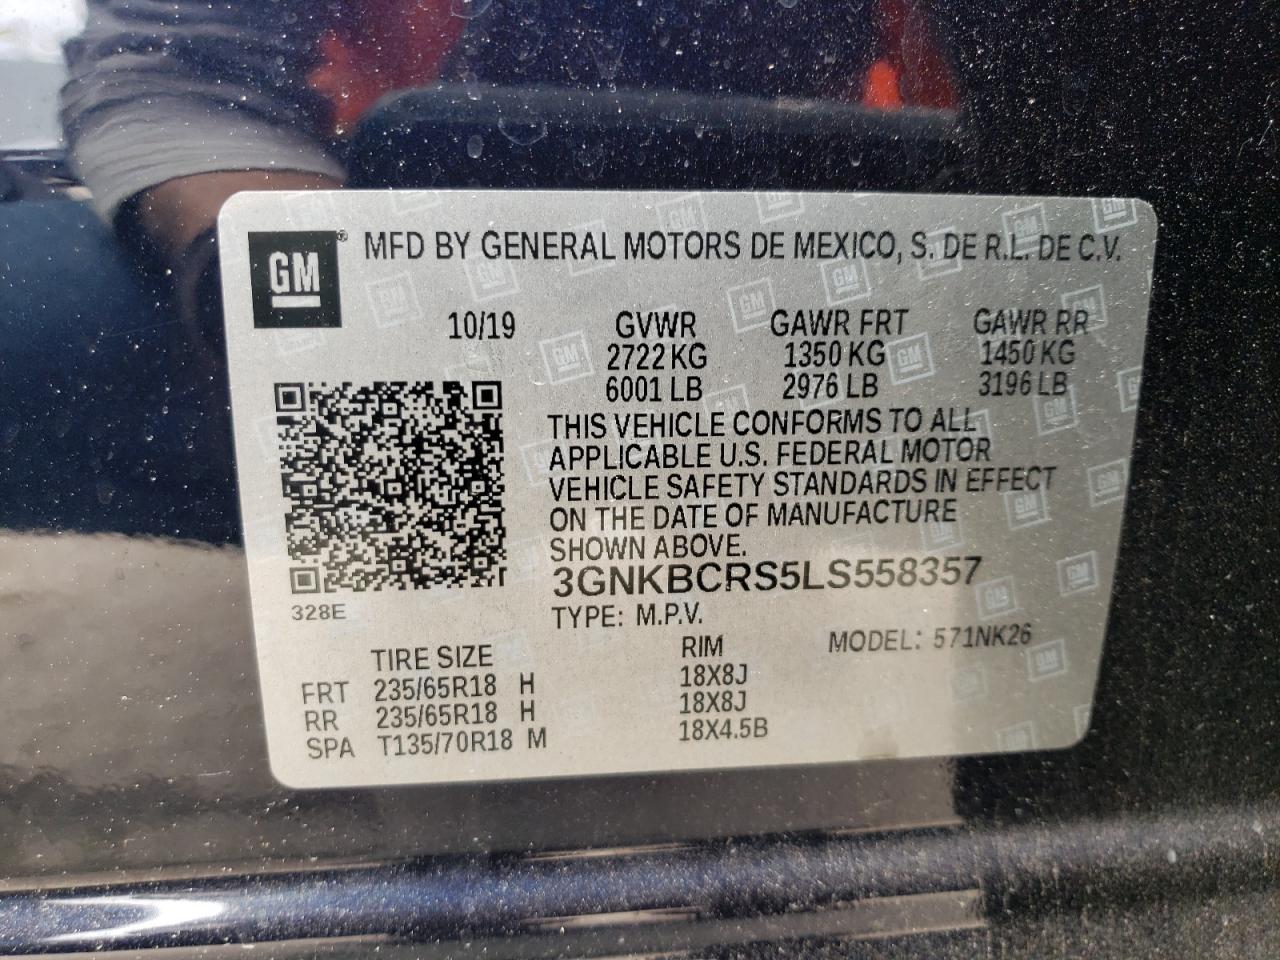 GM® MFD BY GENERAL MOTORS DE MEXICO, S. DE R.L. DE C.V.
10/19 GVWR GAWR FRT GAWR RR
2722 KG 1350 KG 1450 KG
6001 LB 2976 LB 3196 LB
THIS VEHICLE CONFORMS TO ALL
APPLICABLE U.S. FEDERAL MOTOR
VEHICLE SAFETY STANDARDS IN EFFECT
ON THE DATE OF MANUFACTURE
SHOWN ABOVE.
3GNKBCRS5LS558357
328E
TYPE: M.P.V.
MODEL: 571NK26
TIRE SIZE RIM
FRT 235/65R18 H 18X8J
RR 235/65R18 H 18X8J
SPA T135/70R18 M 18X4.5B